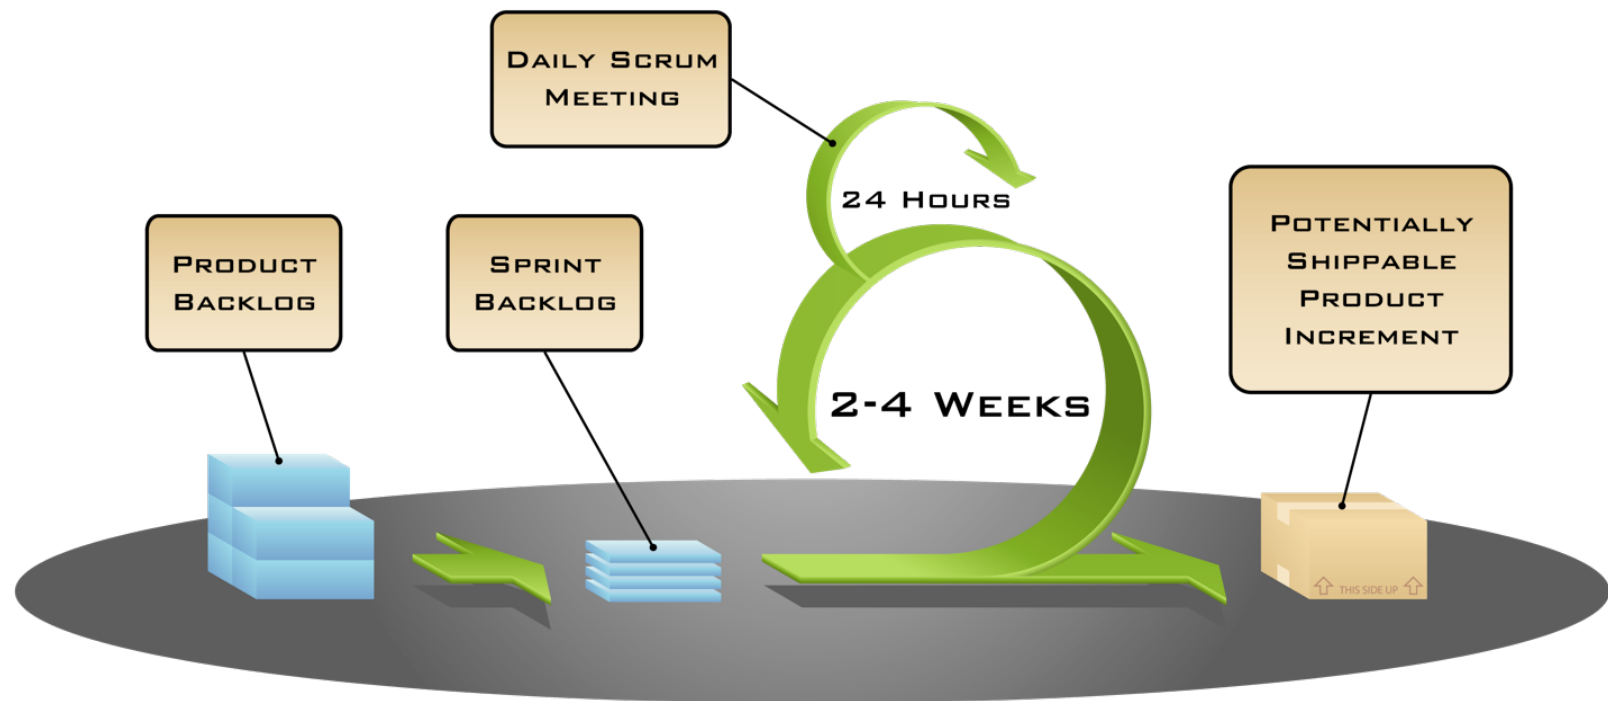 DAILY SCRUM
MEETING
24 HOURS
PRODUCT
BACKLOG
SPRINT
BACKLOG
2-4 WEEKS
POTENTIALLY
SHIPPABLE
PRODUCT
INCREMENT
THIS SIDE UP